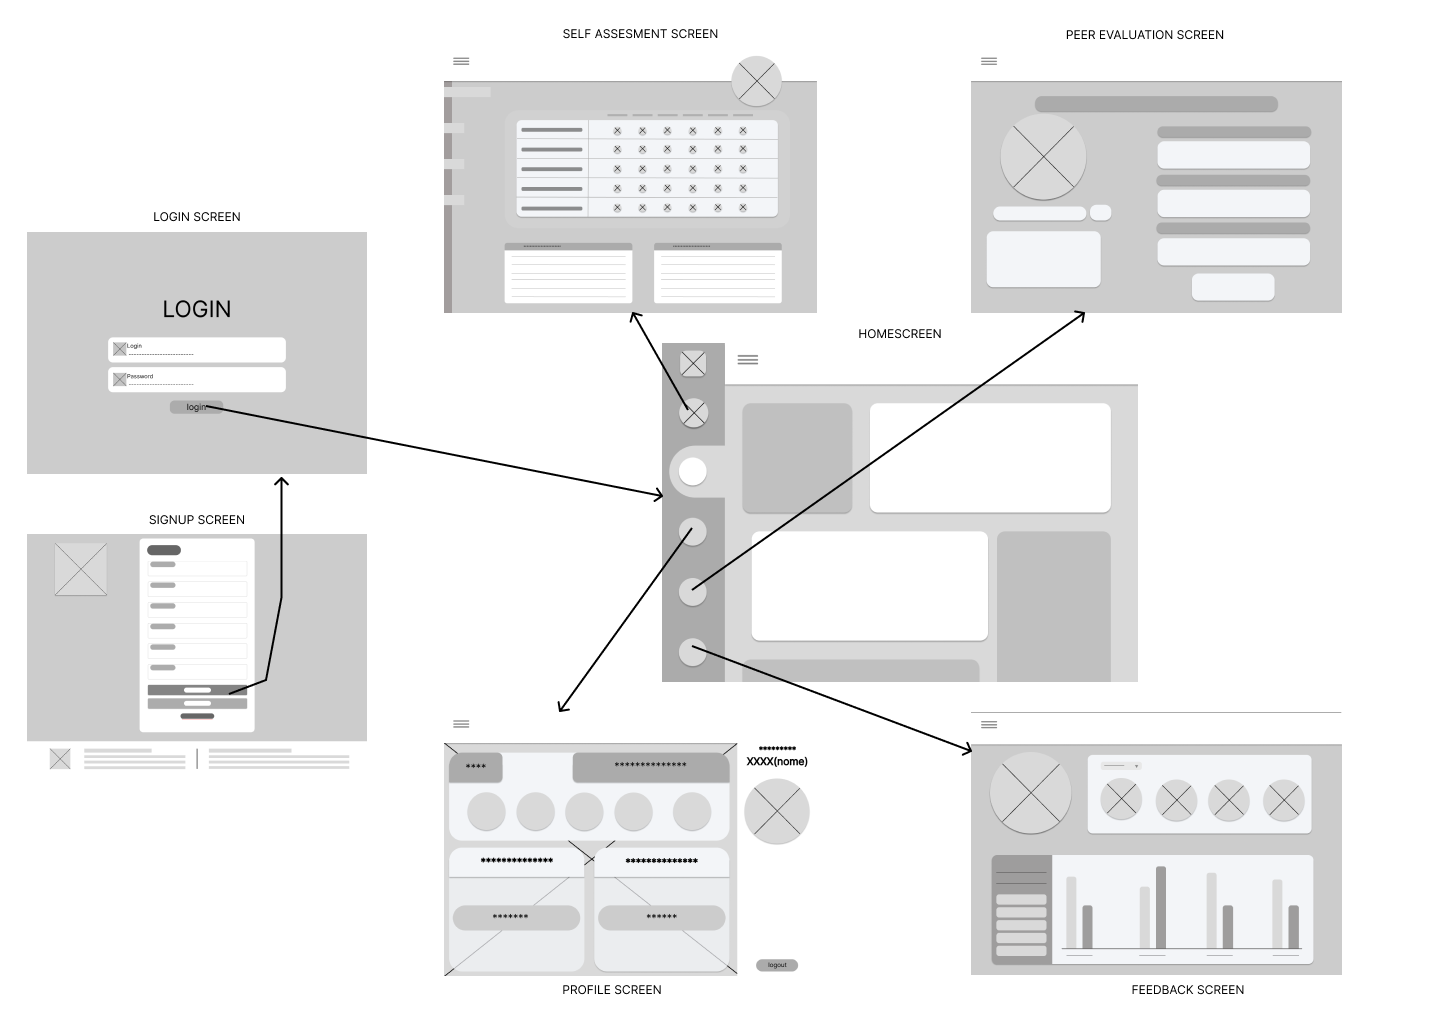 SELF ASSESMENT SCREEN
PEER EVALUATION SCREEN
LOGIN SCREEN
LOGIN
Login
------------------------
Password
------------------------
login
HOMESCREEN
SIGNUP SCREEN
*********
XXXX(nome)
****
**************
**************
**************
*******
******
logout
PROFILE SCREEN
FEEDBACK SCREEN